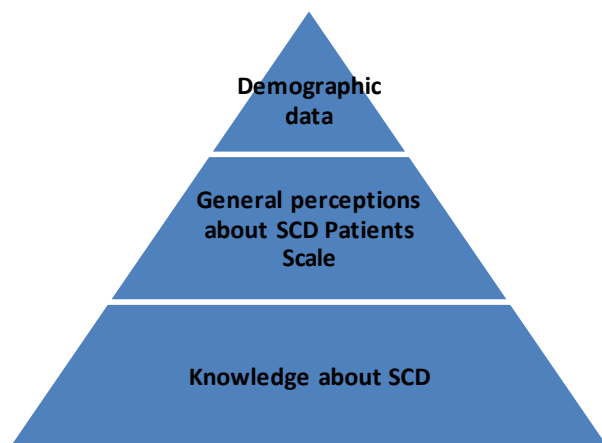 Demographic
data
General perceptions
about SCD Patients
Scale
Knowledge about SCD